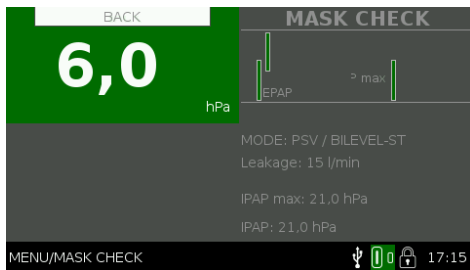 BACK
MASK CHECK
6,0
hPa
P max
EPAP
MODE: PSV / BILEVEL-ST
Leakage: 15 l/min
IPAP max: 21,0 hPa
IPAP: 21,0 hPa
MENU/MASK CHECK
0
17:15